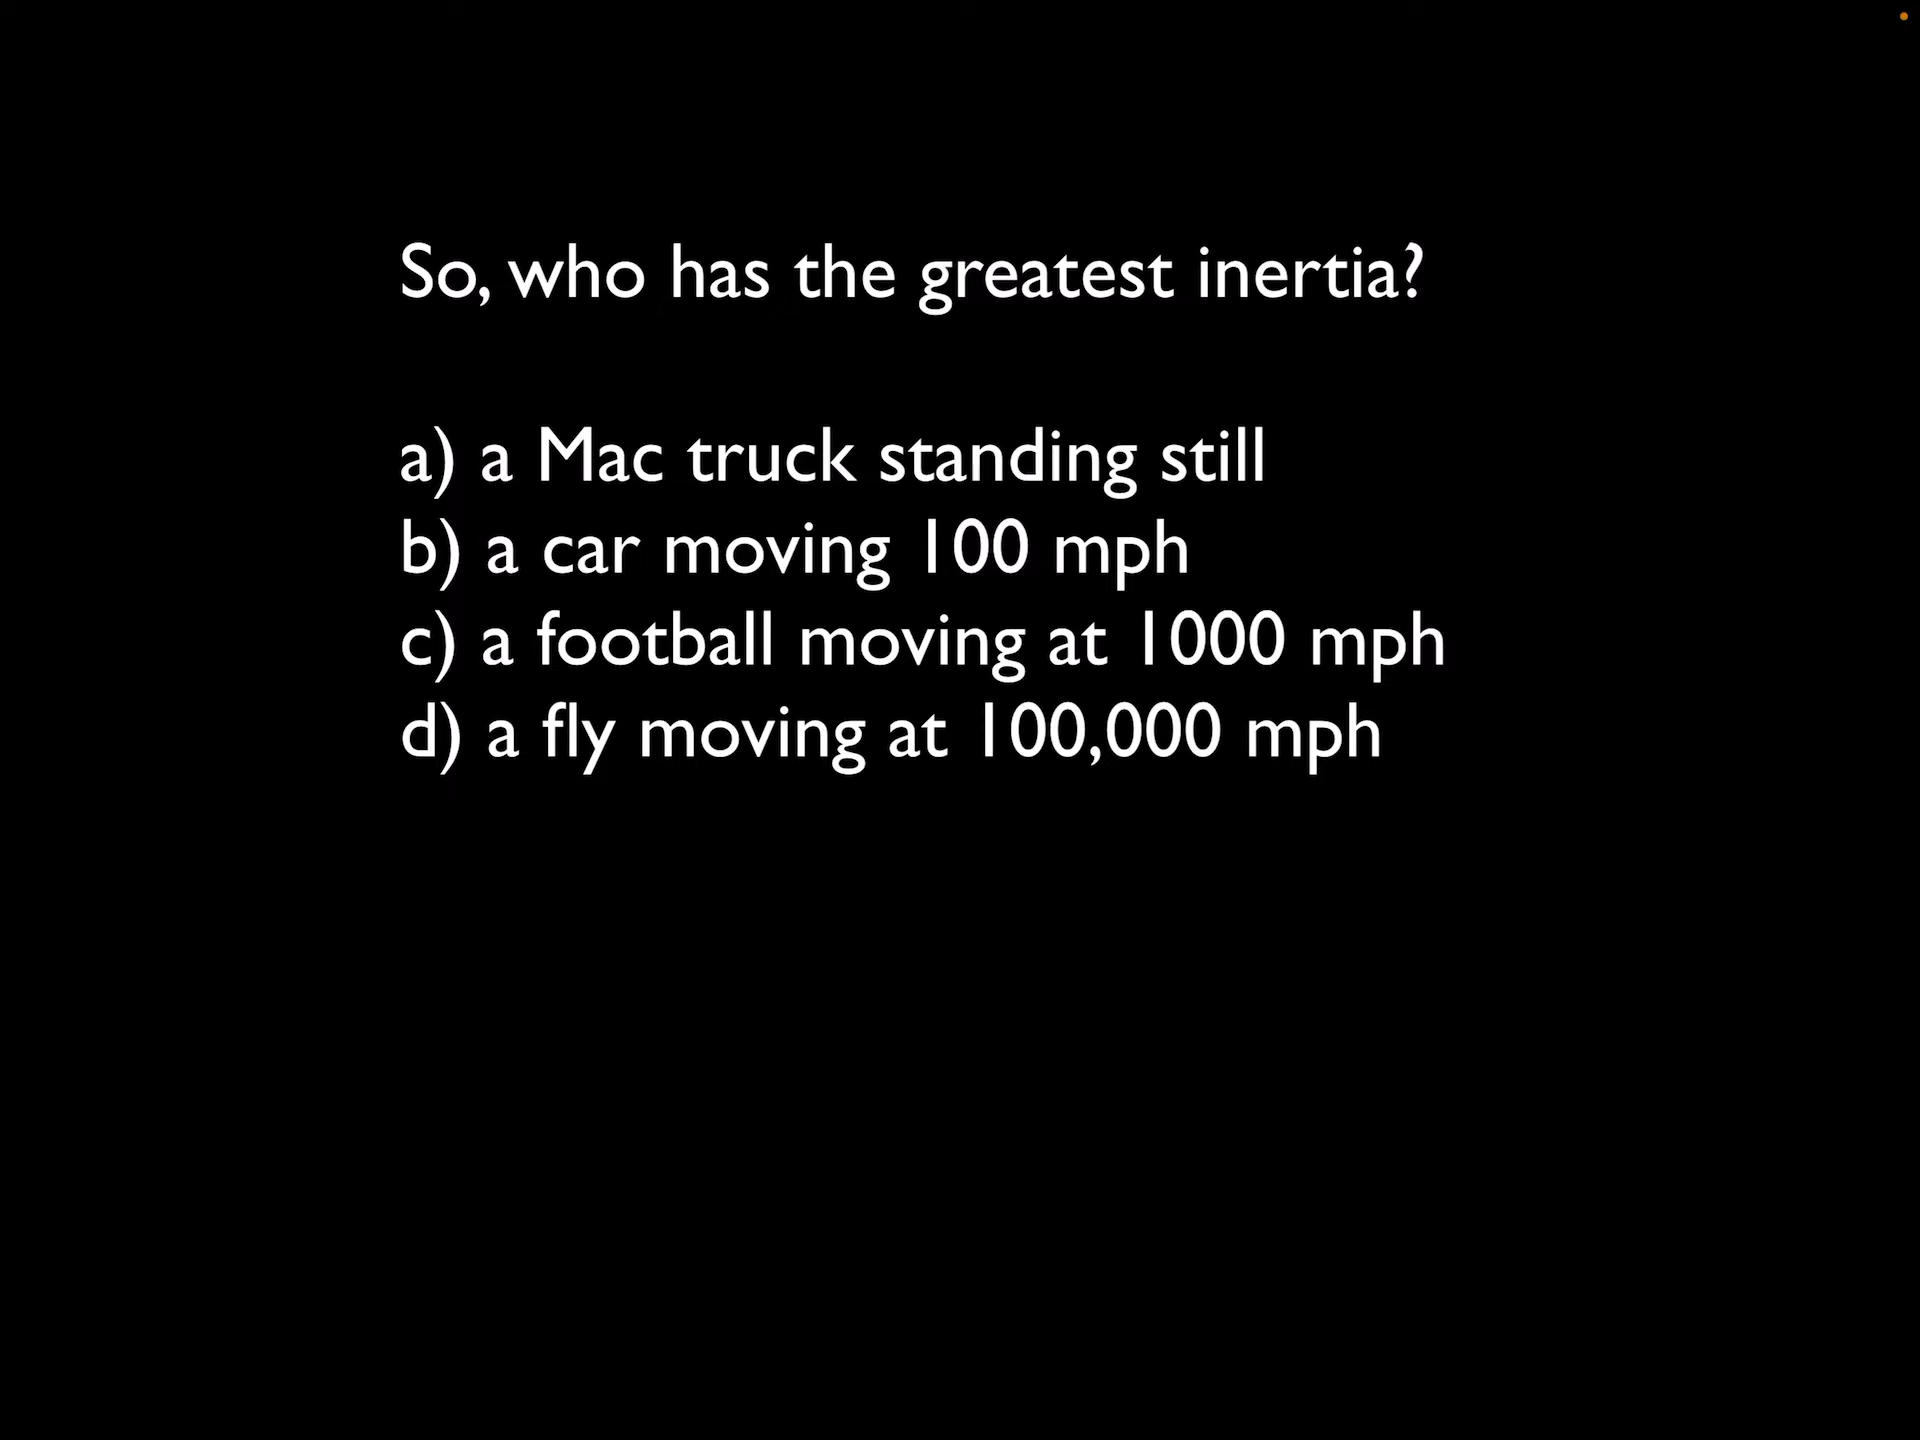 So, who has the greatest inertia?
a) a Mac truck standing still
b) a car moving 100 mph
c) a football moving at 1000 mph
d) a fly moving at 100,000 mph